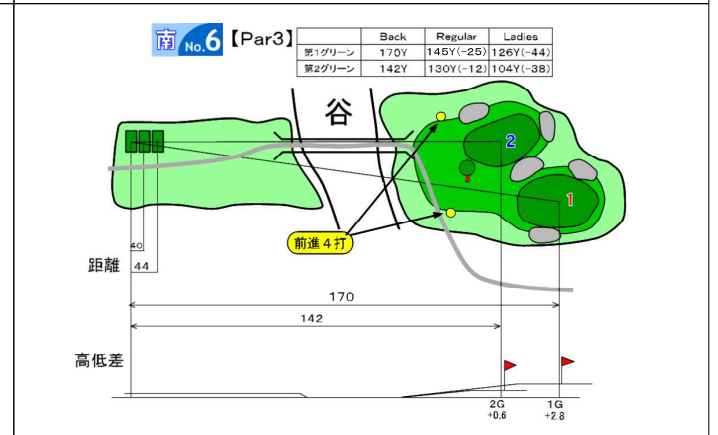 南 No.6 【Par3】
Back Regular Ladies
第1グリーン 170Y 145Y(-25) 126Y(-44)
第2グリーン 142Y 130Y(-12) 104Y(-38)
谷
2
1
前進4打
40
距離 44
170
142
高低差
2G 1G
+0.6 +2.8